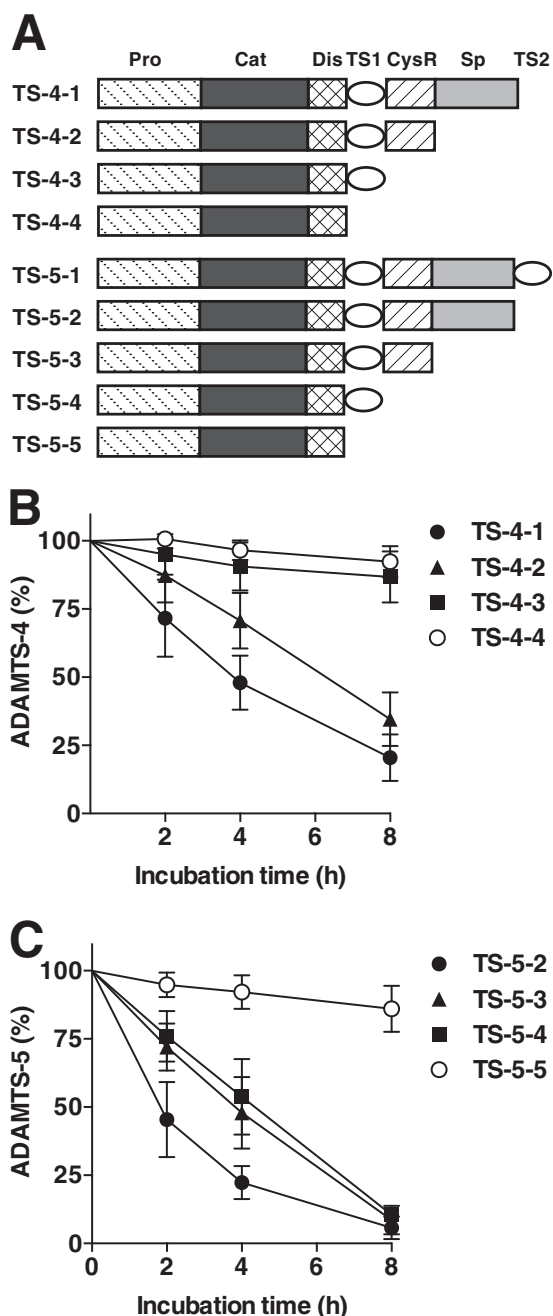 A
Pro Cat Dis TS1 CysR Sp TS2
TS-4-1
TS-4-2
TS-4-3
TS-4-4
TS-5-1
TS-5-2
TS-5-3
TS-5-4
TS-5-5
B
ADAMTS-4 (%)
100
75
50
25
0
2 4 6 8
Incubation time (h)
TS-4-1
TS-4-2
TS-4-3
TS-4-4
C
ADAMTS-5 (%)
100
75
50
25
0
0 2 4 6 8
Incubation time (h)
TS-5-2
TS-5-3
TS-5-4
TS-5-5